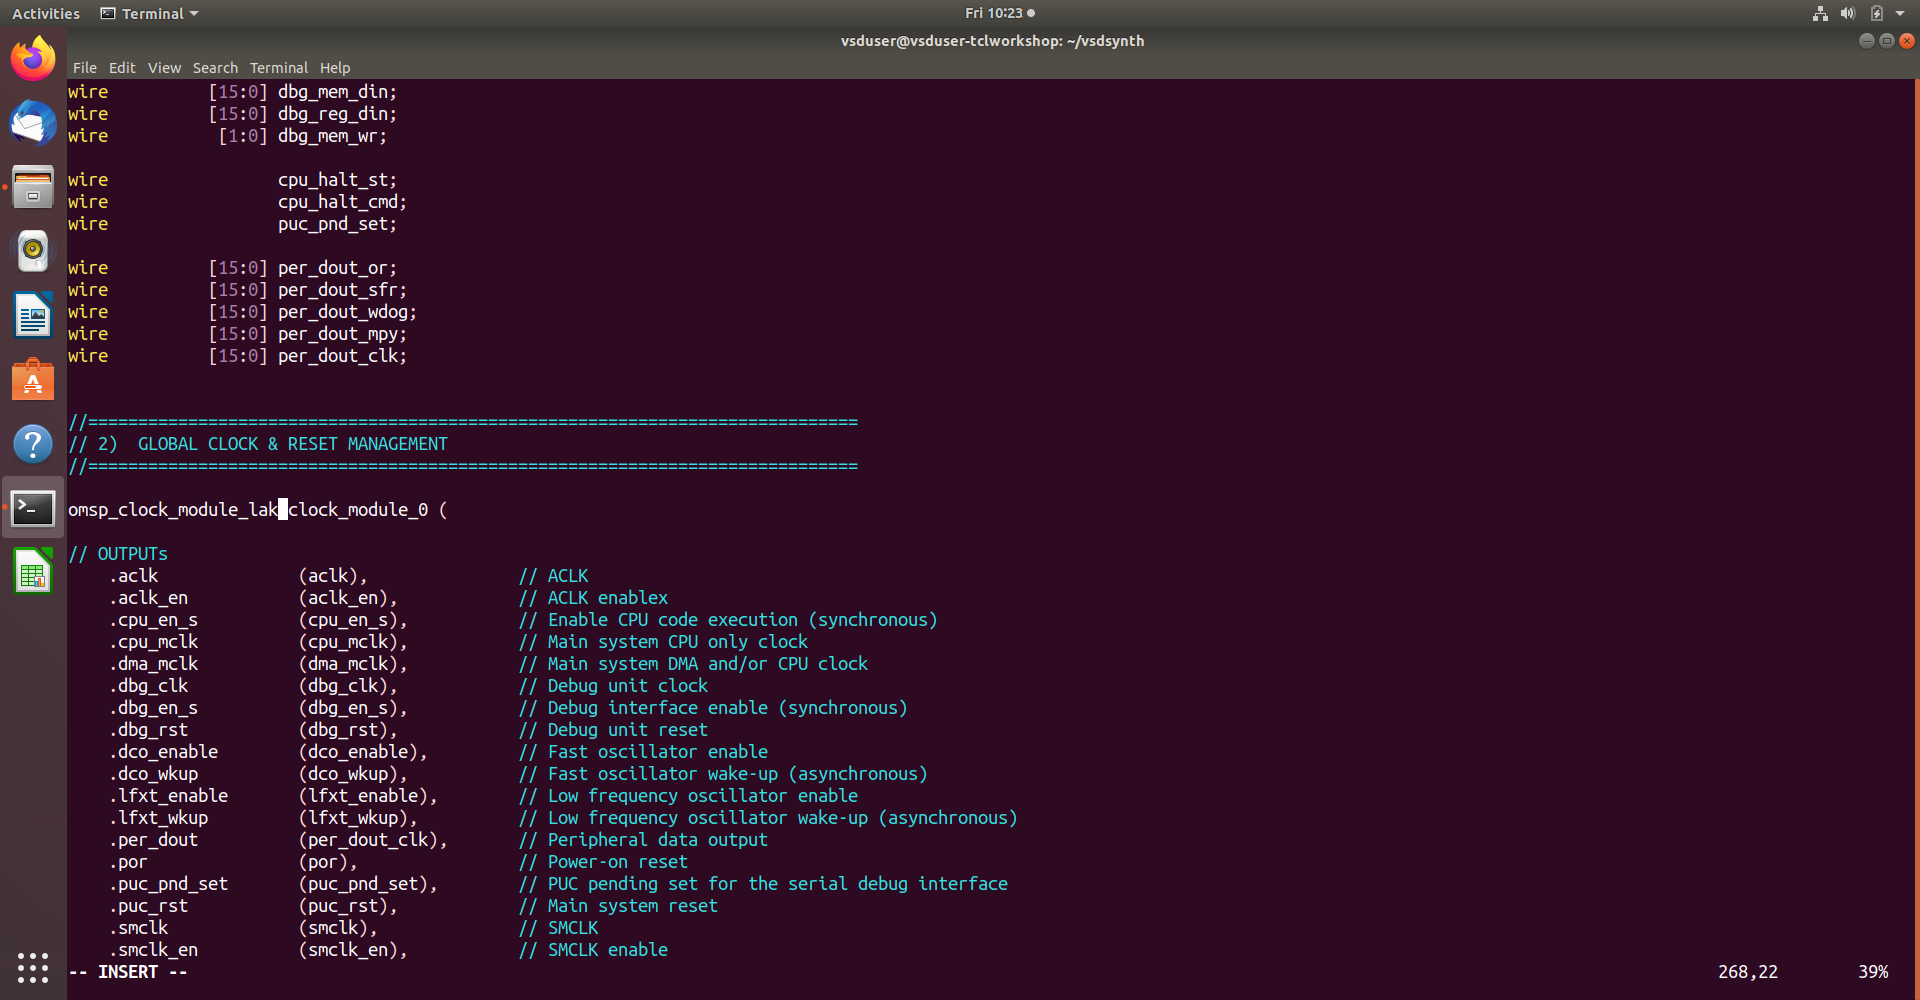 Activities Terminal Fri 10:23
vsduser@vsduser-tclworkshop: ~/vsdsynth
File Edit View Search Terminal Help
wire          [15:0] dbg_mem_din;
wire          [15:0] dbg_reg_din;
wire           [1:0] dbg_mem_wr;
wire                 cpu_halt_st;
wire                 cpu_halt_cmd;
wire                 puc_pnd_set;
wire          [15:0] per_dout_or;
wire          [15:0] per_dout_sfr;
wire          [15:0] per_dout_wdog;
wire          [15:0] per_dout_mpy;
wire          [15:0] per_dout_clk;
//=============================================================================
// 2)  GLOBAL CLOCK & RESET MANAGEMENT
//=============================================================================
omsp_clock_module_lak clock_module_0 (
// OUTPUTs
    .aclk              (aclk),               // ACLK
    .aclk_en           (aclk_en),            // ACLK enablex
    .cpu_en_s          (cpu_en_s),           // Enable CPU code execution (synchronous)
    .cpu_mclk          (cpu_mclk),           // Main system CPU only clock
    .dma_mclk          (dma_mclk),           // Main system DMA and/or CPU clock
    .dbg_clk           (dbg_clk),            // Debug unit clock
    .dbg_en_s          (dbg_en_s),           // Debug interface enable (synchronous)
    .dbg_rst           (dbg_rst),            // Debug unit reset
    .dco_enable        (dco_enable),         // Fast oscillator enable
    .dco_wkup          (dco_wkup),           // Fast oscillator wake-up (asynchronous)
    .lfxt_enable       (lfxt_enable),        // Low frequency oscillator enable
    .lfxt_wkup         (lfxt_wkup),          // Low frequency oscillator wake-up (asynchronous)
    .per_dout          (per_dout_clk),       // Peripheral data output
    .por               (por),                // Power-on reset
    .puc_pnd_set       (puc_pnd_set),        // PUC pending set for the serial debug interface
    .puc_rst           (puc_rst),            // Main system reset
    .smclk             (smclk),              // SMCLK
    .smclk_en          (smclk_en),           // SMCLK enable
-- INSERT -- 268,22 39%